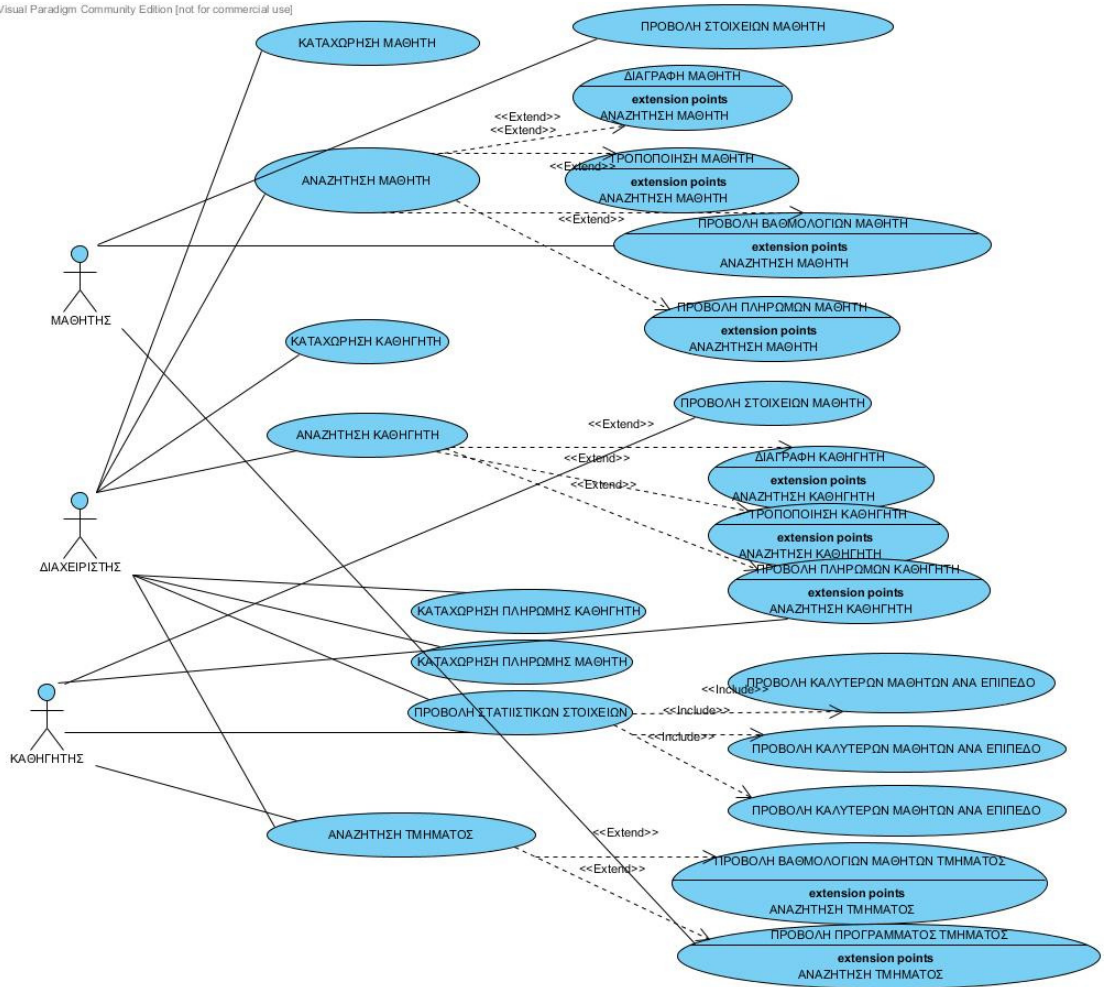 Visual Paradigm Community Edition [not for commercial use]
ΚΑΤΑΧΩΡΗΣΗ ΜΑΘΗΤΗ
ΠΡΟΒΟΛΗ ΣΤΟΙΧΕΙΩΝ ΜΑΘΗΤΗ
ΔΙΑΓΡΑΦΗ ΜΑΘΗΤΗ
extension points
ΑΝΑΖΗΤΗΣΗ ΜΑΘΗΤΗ
<<Extend>>
<<Extend>>
ΑΝΑΖΗΤΗΣΗ ΜΑΘΗΤΗ
<<Extend>>
ΤΡΟΠΟΠΟΙΗΣΗ ΜΑΘΗΤΗ
extension points
ΑΝΑΖΗΤΗΣΗ ΜΑΘΗΤΗ
<<Extend>>
ΠΡΟΒΟΛΗ ΒΑΘΜΟΛΟΓΙΩΝ ΜΑΘΗΤΗ
extension points
ΑΝΑΖΗΤΗΣΗ ΜΑΘΗΤΗ
ΜΑΘΗΤΗΣ
ΠΡΟΒΟΛΗ ΠΛΗΡΩΜΩΝ ΜΑΘΗΤΗ
extension points
ΑΝΑΖΗΤΗΣΗ ΜΑΘΗΤΗ
ΚΑΤΑΧΩΡΗΣΗ ΚΑΘΗΓΗΤΗ
ΠΡΟΒΟΛΗ ΣΤΟΙΧΕΙΩΝ ΜΑΘΗΤΗ
ΑΝΑΖΗΤΗΣΗ ΚΑΘΗΓΗΤΗ
<<Extend>>
<<Extend>>
<<Extend>>
ΔΙΑΓΡΑΦΗ ΚΑΘΗΓΗΤΗ
extension points
ΑΝΑΖΗΤΗΣΗ ΚΑΘΗΓΗΤΗ
ΤΡΟΠΟΠΟΙΗΣΗ ΚΑΘΗΓΗΤΗ
extension points
ΑΝΑΖΗΤΗΣΗ ΚΑΘΗΓΗΤΗ
ΔΙΑΧΕΙΡΙΣΤΗΣ
ΠΡΟΒΟΛΗ ΠΛΗΡΩΜΩΝ ΚΑΘΗΓΗΤΗ
extension points
ΑΝΑΖΗΤΗΣΗ ΚΑΘΗΓΗΤΗ
ΚΑΤΑΧΩΡΗΣΗ ΠΛΗΡΩΜΗΣ ΚΑΘΗΓΗΤΗ
ΚΑΤΑΧΩΡΗΣΗ ΠΛΗΡΩΜΗΣ ΜΑΘΗΤΗ
ΠΡΟΒΟΛΗ ΣΤΑΤΙΙΣΤΙΚΩΝ ΣΤΟΙΧΕΙΩΝ
<<Include>>
<<Include>>
<<Include>>
ΠΡΟΒΟΛΗ ΚΑΛΥΤΕΡΩΝ ΜΑΘΗΤΩΝ ΑΝΑ ΕΠΙΠΕΔΟ
ΠΡΟΒΟΛΗ ΚΑΛΥΤΕΡΩΝ ΜΑΘΗΤΩΝ ΑΝΑ ΕΠΙΠΕΔΟ
ΚΑΘΗΓΗΤΗΣ
ΠΡΟΒΟΛΗ ΚΑΛΥΤΕΡΩΝ ΜΑΘΗΤΩΝ ΑΝΑ ΕΠΙΠΕΔΟ
ΑΝΑΖΗΤΗΣΗ ΤΜΗΜΑΤΟΣ
<<Extend>>
<<Extend>>
ΠΡΟΒΟΛΗ ΒΑΘΜΟΛΟΓΙΩΝ ΜΑΘΗΤΩΝ ΤΜΗΜΑΤΟΣ
extension points
ΑΝΑΖΗΤΗΣΗ ΤΜΗΜΑΤΟΣ
ΠΡΟΒΟΛΗ ΠΡΟΓΡΑΜΜΑΤΟΣ ΤΜΗΜΑΤΟΣ
extension points
ΑΝΑΖΗΤΗΣΗ ΤΜΗΜΑΤΟΣ